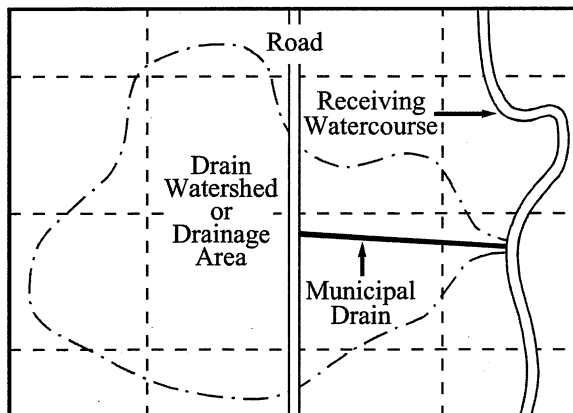 Road
Receiving
Watercourse
Drain
Watershed
or
Drainage
Area
Municipal
Drain